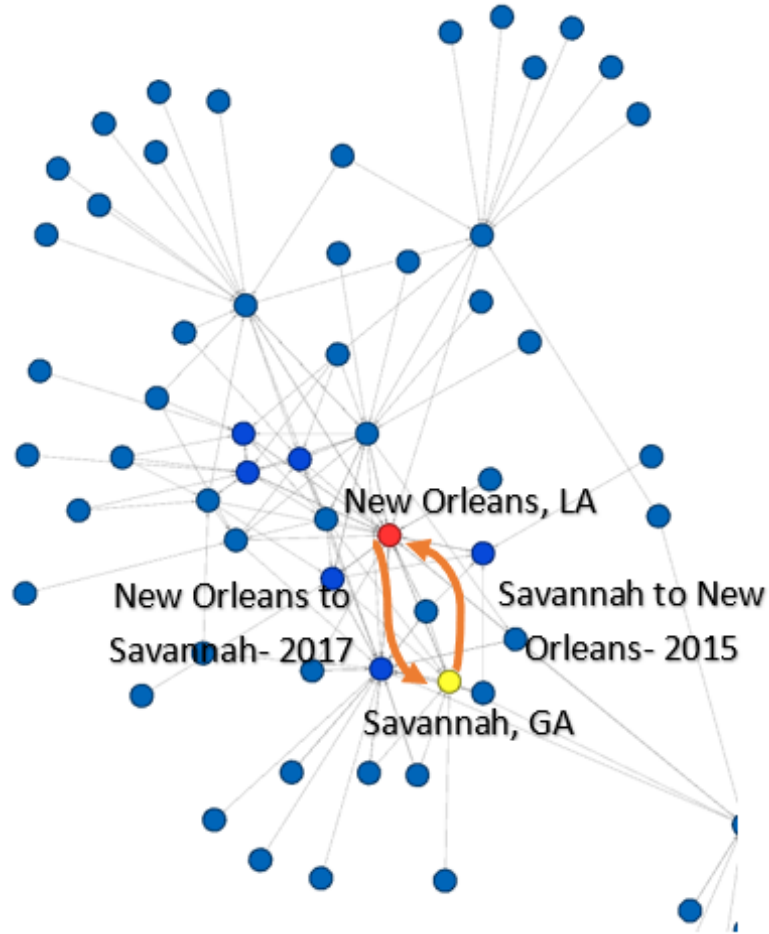 New Orleans, LA
New Orleans to
Savannah- 2017
Savannah to New
Orleans- 2015
Savannah, GA